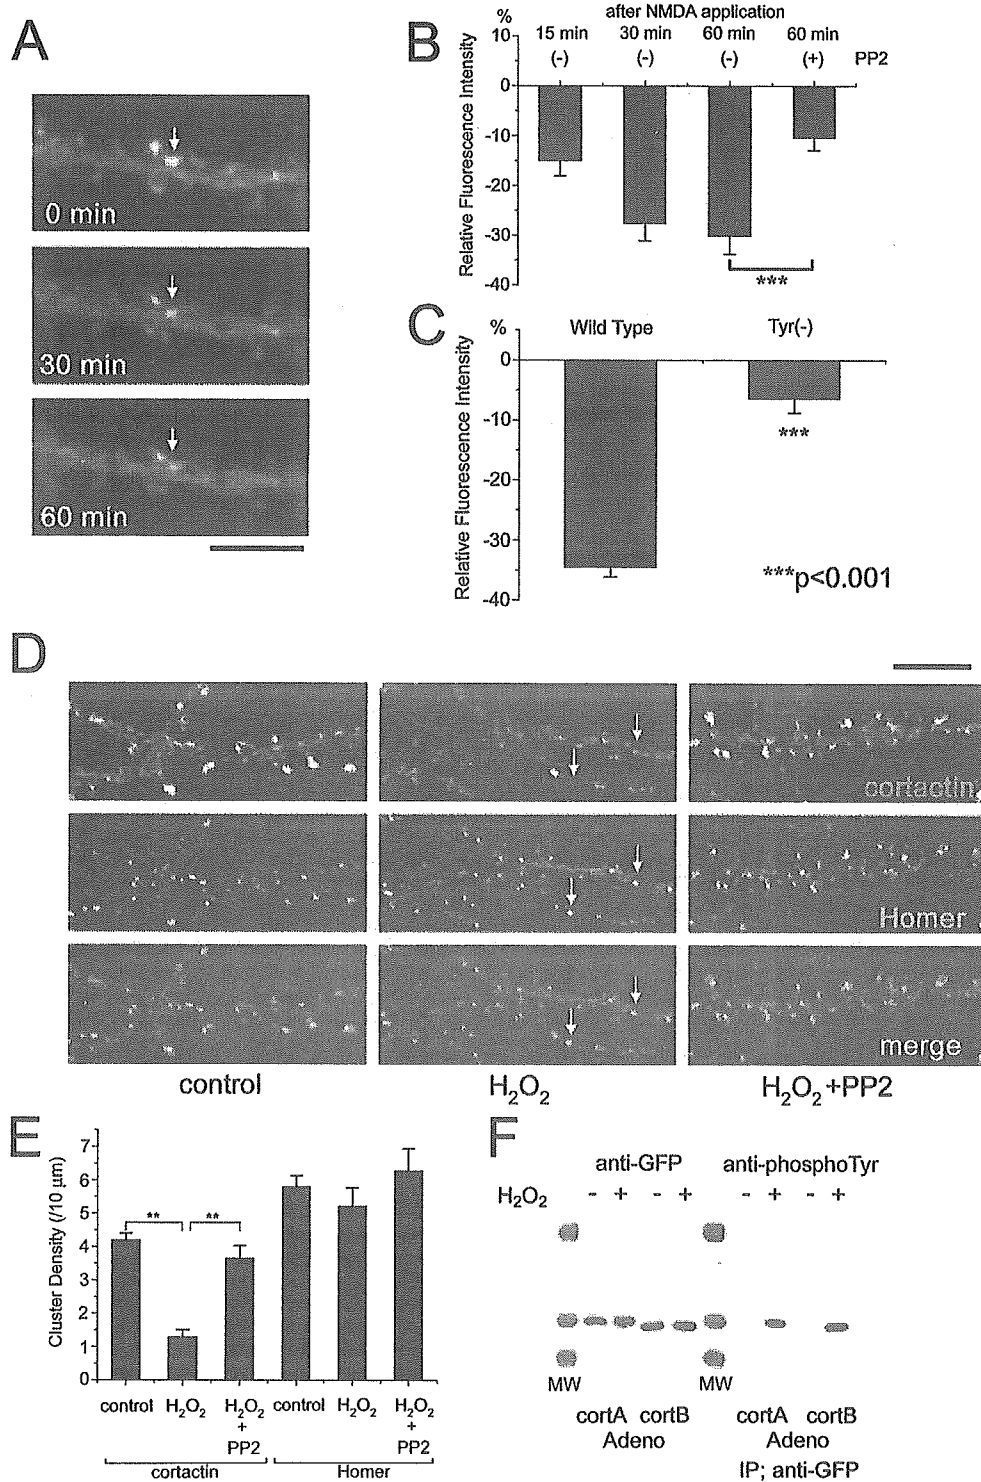 A
0 min
30 min
60 min
B
after NMDA application
%
15 min 30 min 60 min 60 min
(-) (-) (-) (+) PP2
10
0
-10
-20
-30
-40
Relative Fluorescence Intensity
***
C
%
Wild Type Tyr(-)
0
-10
-20
-30
-40
Relative Fluorescence Intensity
***
***p<0.001
D
cortactin
Homer
merge
control H₂O₂ H₂O₂+PP2
E
Cluster Density (/10 µm)
7
6
5
4
3
2
1
0
** **
control H₂O₂ H₂O₂ control H₂O₂ H₂O₂
+ +
PP2 PP2
cortactin Homer
F
anti-GFP anti-phosphoTyr
H₂O₂ - + - + - + - +
MW MW
cortA cortB cortA cortB
Adeno Adeno
IP; anti-GFP